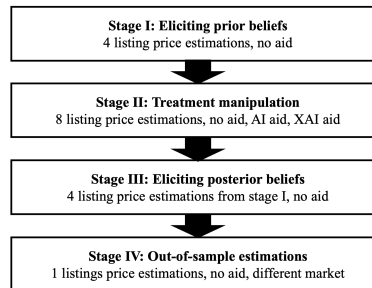 Stage I: Eliciting prior beliefs
4 listing price estimations, no aid
Stage II: Treatment manipulation
8 listing price estimations, no aid, AI aid, XAI aid
Stage III: Eliciting posterior beliefs
4 listing price estimations from stage I, no aid
Stage IV: Out-of-sample estimations
1 listings price estimations, no aid, different market